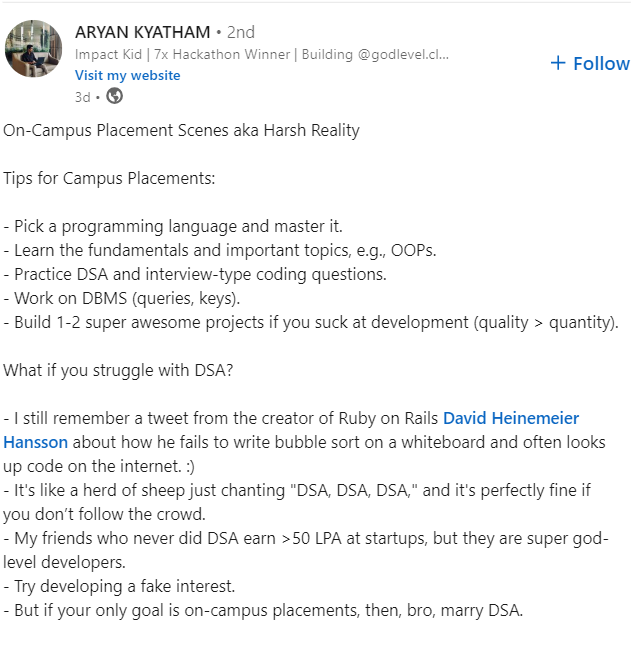 ARYAN KYATHAM • 2nd
Impact Kid | 7x Hackathon Winner | Building @godlevel.cl...
Visit my website
3d •
+ Follow
On-Campus Placement Scenes aka Harsh Reality
Tips for Campus Placements:
- Pick a programming language and master it.
- Learn the fundamentals and important topics, e.g., OOPs.
- Practice DSA and interview-type coding questions.
- Work on DBMS (queries, keys).
- Build 1-2 super awesome projects if you suck at development (quality > quantity).
What if you struggle with DSA?
- I still remember a tweet from the creator of Ruby on Rails David Heinemeier
Hansson about how he fails to write bubble sort on a whiteboard and often looks
up code on the internet. :)
- It's like a herd of sheep just chanting "DSA, DSA, DSA," and it's perfectly fine if
you don’t follow the crowd.
- My friends who never did DSA earn >50 LPA at startups, but they are super god-
level developers.
- Try developing a fake interest.
- But if your only goal is on-campus placements, then, bro, marry DSA.